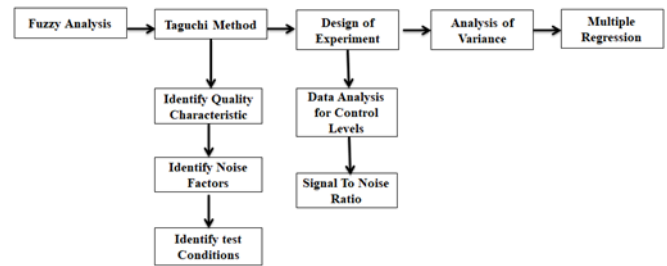 Fuzzy Analysis
Taguchi Method
Design of
Experiment
Analysis of
Variance
Multiple
Regression
Identify Quality
Characteristic
Data Analysis
for Control
Levels
Identify Noise
Factors
Signal To Noise
Ratio
Identify test
Conditions